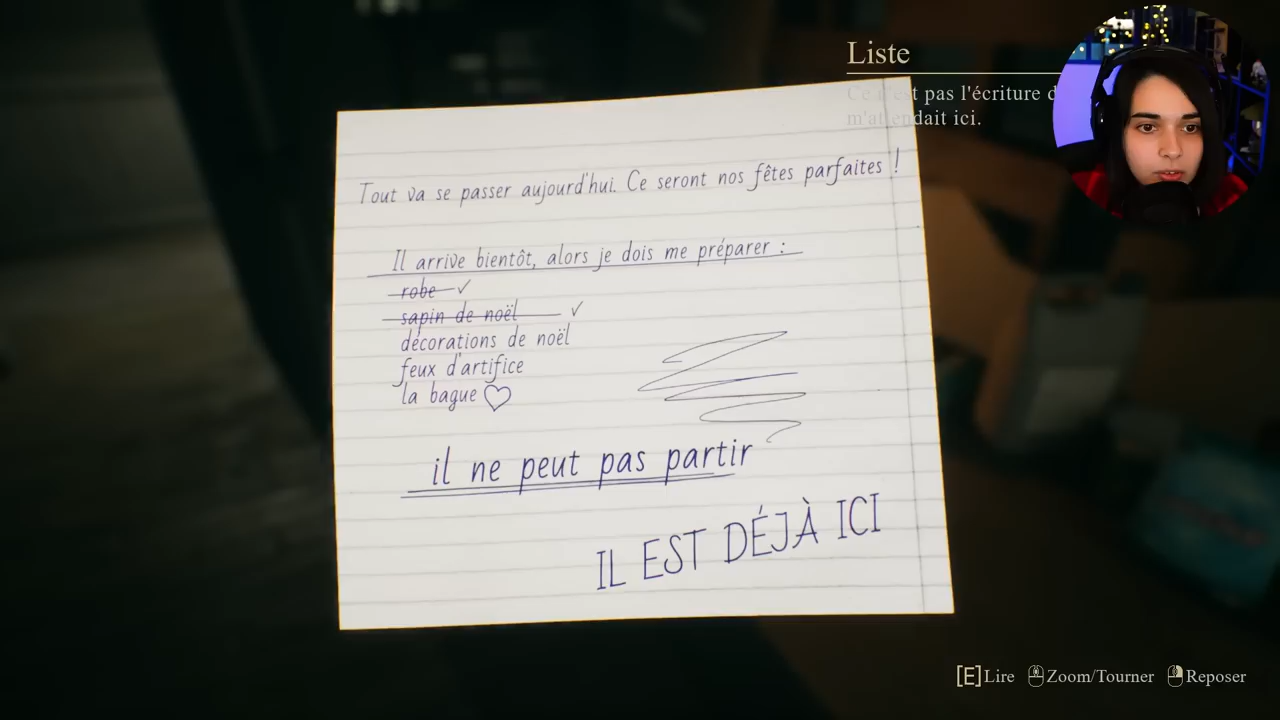 Liste
pas l'écriture
ici.
Tout va se passer aujourd'hui. Ce seront nos fêtes parfaites !
Il arrive bientôt, alors je dois me préparer :
robe ✓
sapin de noël ✓
décorations de noël
feux d'artifice
la bague ♡
il ne peut pas partir
IL EST DÉJÀ ICI
[E] Lire Zoom/Tourner Reposer